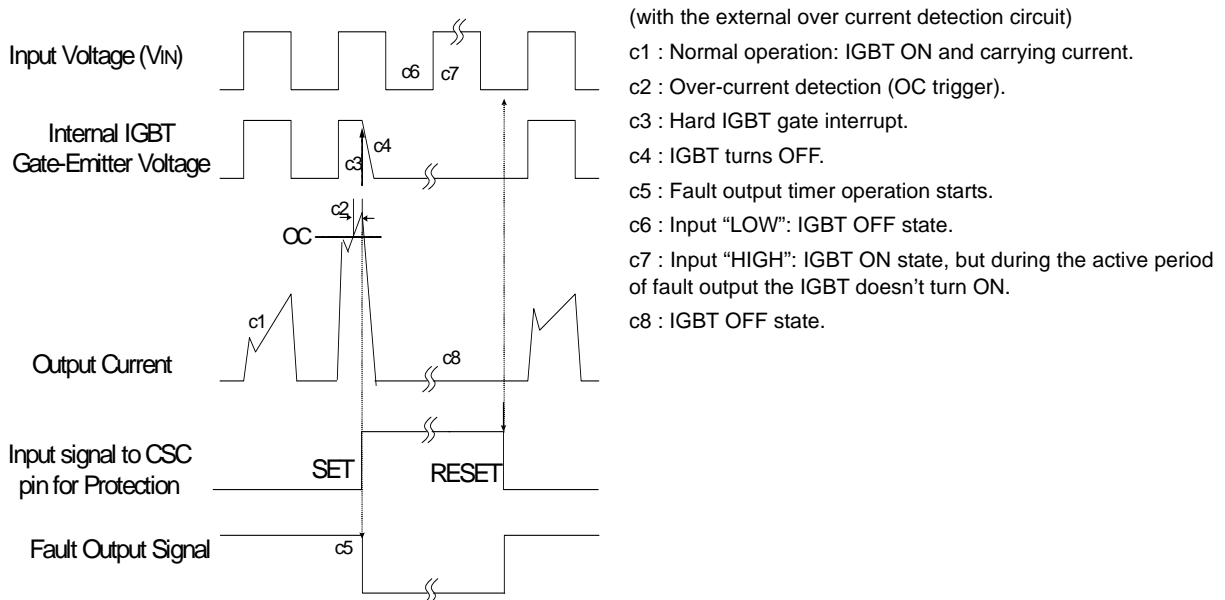 (with the external over current detection circuit)
c1 : Normal operation: IGBT ON and carrying current.
c2 : Over-current detection (OC trigger).
c3 : Hard IGBT gate interrupt.
c4 : IGBT turns OFF.
c5 : Fault output timer operation starts.
c6 : Input “LOW”: IGBT OFF state.
c7 : Input “HIGH”: IGBT ON state, but during the active period
of fault output the IGBT doesn’t turn ON.
c8 : IGBT OFF state.
Input Voltage (VIN)
c6
c7
Internal IGBT
Gate-Emitter Voltage
c4
c3
c2
OC
c1
Output Current
c8
Input signal to CSC
pin for Protection
SET
RESET
Fault Output Signal
c5